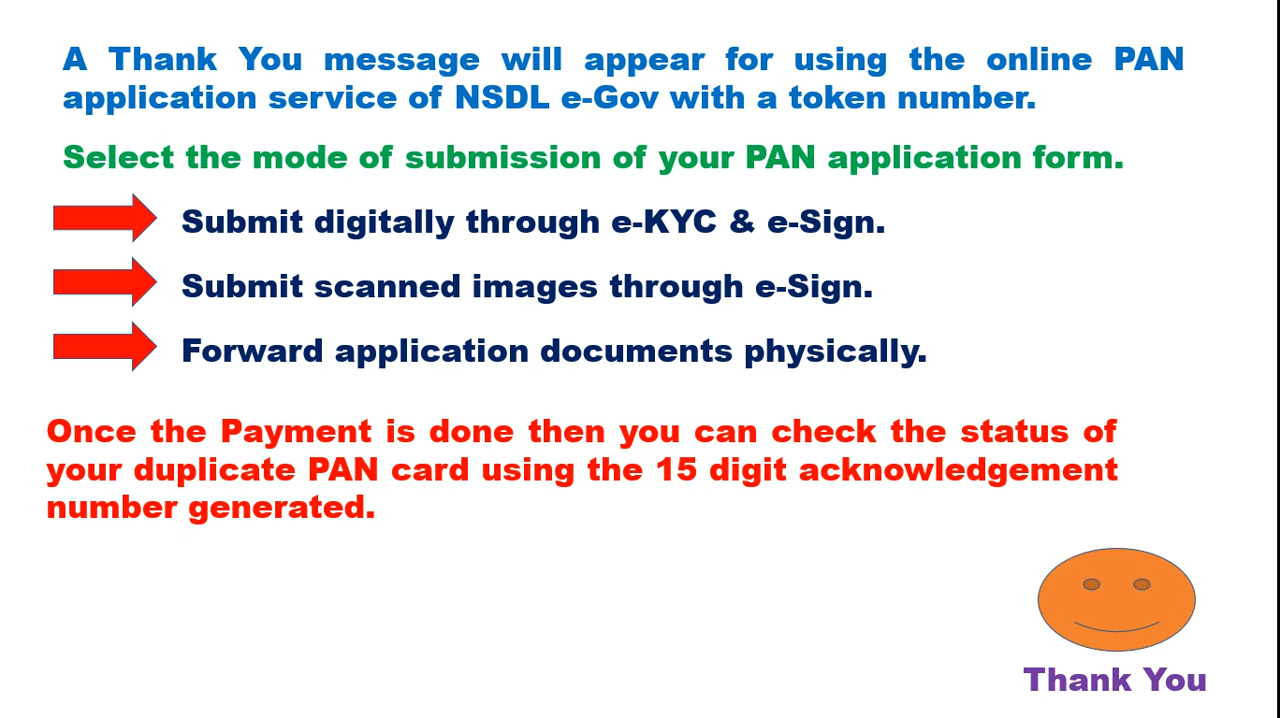 A Thank You message will appear for using the online PAN
application service of NSDL e-Gov with a token number.
Select the mode of submission of your PAN application form.
Submit digitally through e-KYC & e-Sign.
Submit scanned images through e-Sign.
Forward application documents physically.
Once the Payment is done then you can check the status of
your duplicate PAN card using the 15 digit acknowledgement
number generated.
Thank You